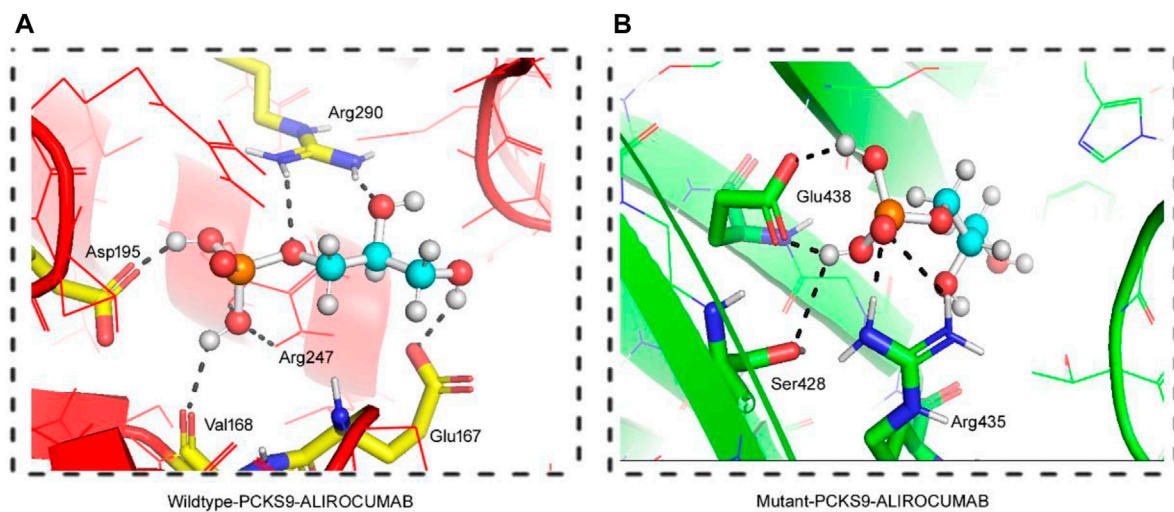 A
B
Arg290
Asp195
Arg247
Val168
Glu167
Glu438
Ser428
Arg435
Wildtype-PCKS9-ALIROCUMAB
Mutant-PCKS9-ALIROCUMAB